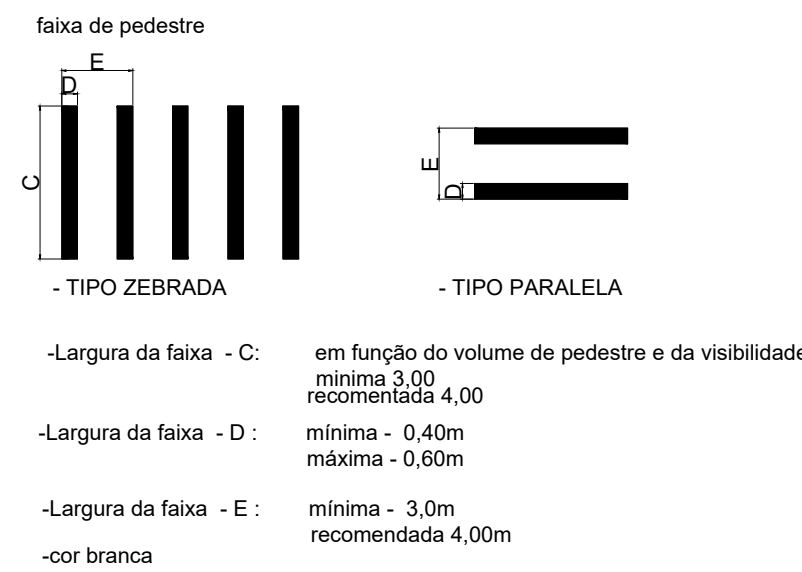 faixa de pedestre
E
D
C
E
D
- TIPO ZEBRADA
- TIPO PARALELA
-Largura da faixa - C: em função do volume de pedestre e da visibilidade
minima 3,00
recomentada 4,00
-Largura da faixa - D : mínima - 0,40m
máxima - 0,60m
-Largura da faixa - E : mínima - 3,0m
recomendada 4,00m
-cor branca